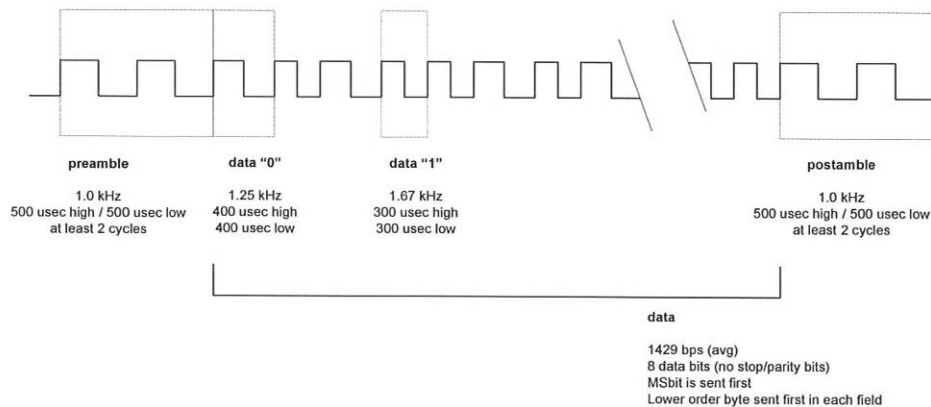 preamble
1.0 kHz
500 usec high / 500 usec low
at least 2 cycles
data "0"
1.25 kHz
400 usec high
400 usec low
data "1"
1.67 kHz
300 usec high
300 usec low
postamble
1.0 kHz
500 usec high / 500 usec low
at least 2 cycles
data
1429 bps (avg)
8 data bits (no stop/parity bits)
MSbit is sent first
Lower order byte sent first in each field